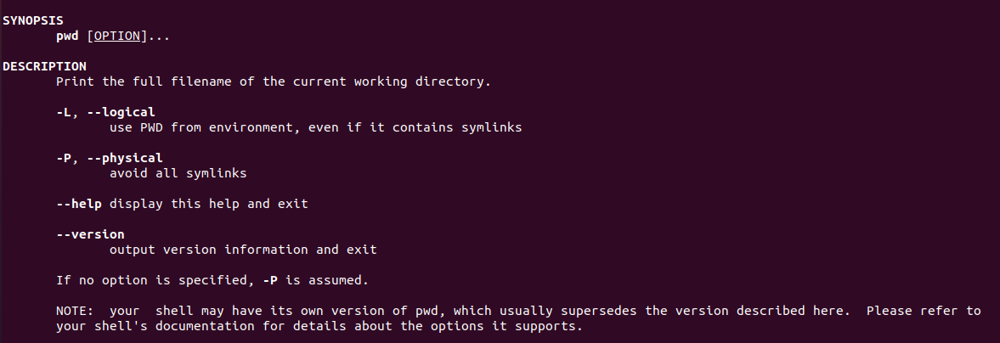 SYNOPSIS
pwd [OPTION]...
DESCRIPTION
Print the full filename of the current working directory.
-L, --logical
use PWD from environment, even if it contains symlinks
-P, --physical
avoid all symlinks
--help display this help and exit
--version
output version information and exit
If no option is specified, -P is assumed.
NOTE:  your  shell may have its own version of pwd, which usually supersedes the version described here.  Please refer to
your shell's documentation for details about the options it supports.